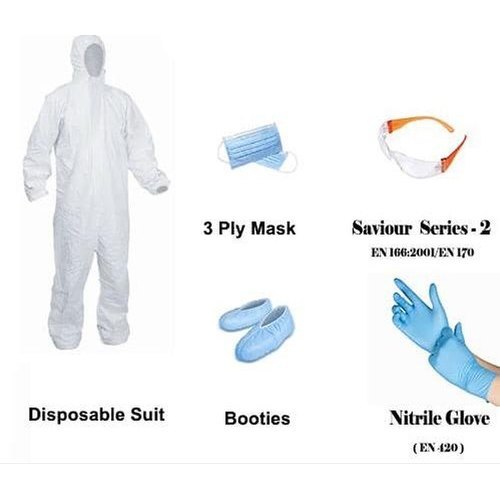 3 Ply Mask
Saviour Series - 2
EN 166:2001/EN 170
Disposable Suit
Booties
Nitrile Glove
( EN 420 )